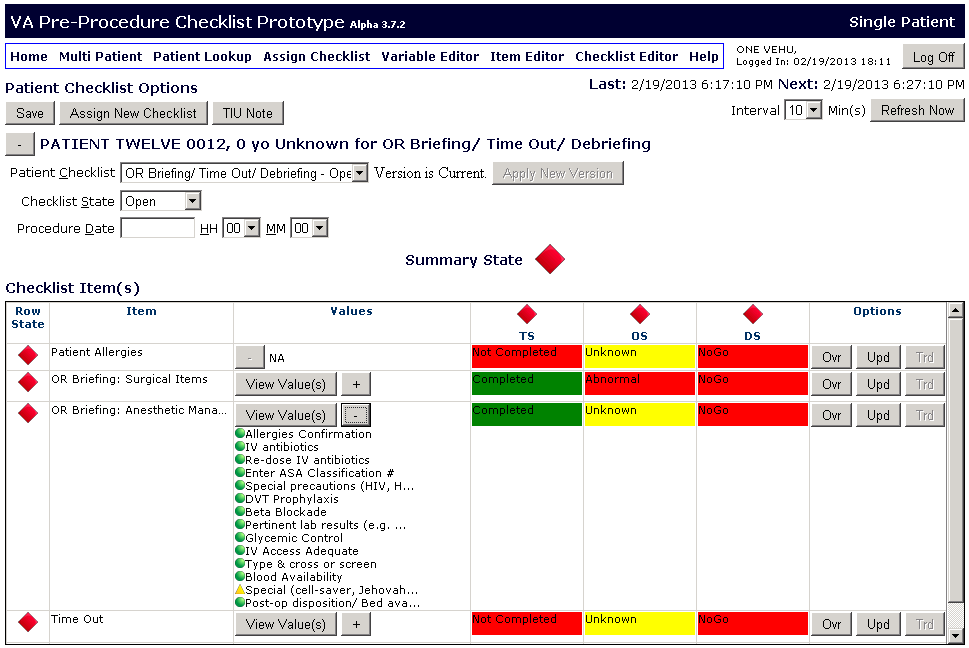 VA Pre-Procedure Checklist Prototype Alpha 3.7.2 Single Patient
Home Multi Patient Patient Lookup Assign Checklist Variable Editor Item Editor Checklist Editor Help
ONE VEHU,
Logged In: 02/19/2013 18:11
Log Off
Patient Checklist Options
Last: 2/19/2013 6:17:10 PM Next: 2/19/2013 6:27:10 PM
Save Assign New Checklist TIU Note
Interval 10 Min(s) Refresh Now
- PATIENT TWELVE 0012, 0 yo Unknown for OR Briefing/ Time Out/ Debriefing
Patient Checklist OR Briefing/ Time Out/ Debriefing - Ope Version is Current. Apply New Version
Checklist State Open
Procedure Date HH 00 MM 00
Summary State
Checklist Item(s)
Row State Item Values TS OS DS Options
Patient Allergies - NA Not Completed Unknown NoGo Ovr Upd Trd
OR Briefing: Surgical Items View Value(s) + Completed Abnormal NoGo Ovr Upd Trd
OR Briefing: Anesthetic Mana... View Value(s) - Completed Unknown NoGo Ovr Upd Trd
Allergies Confirmation
IV antibiotics
Re-dose IV antibiotics
Enter ASA Classification #
Special precautions (HIV, H...
DVT Prophylaxis
Beta Blockade
Pertinent lab results (e.g. ...
Glycemic Control
IV Access Adequate
Type & cross or screen
Blood Availability
Special (cell-saver, Jehovah...
Post-op disposition/ Bed ava...
Time Out View Value(s) + Not Completed Unknown NoGo Ovr Upd Trd